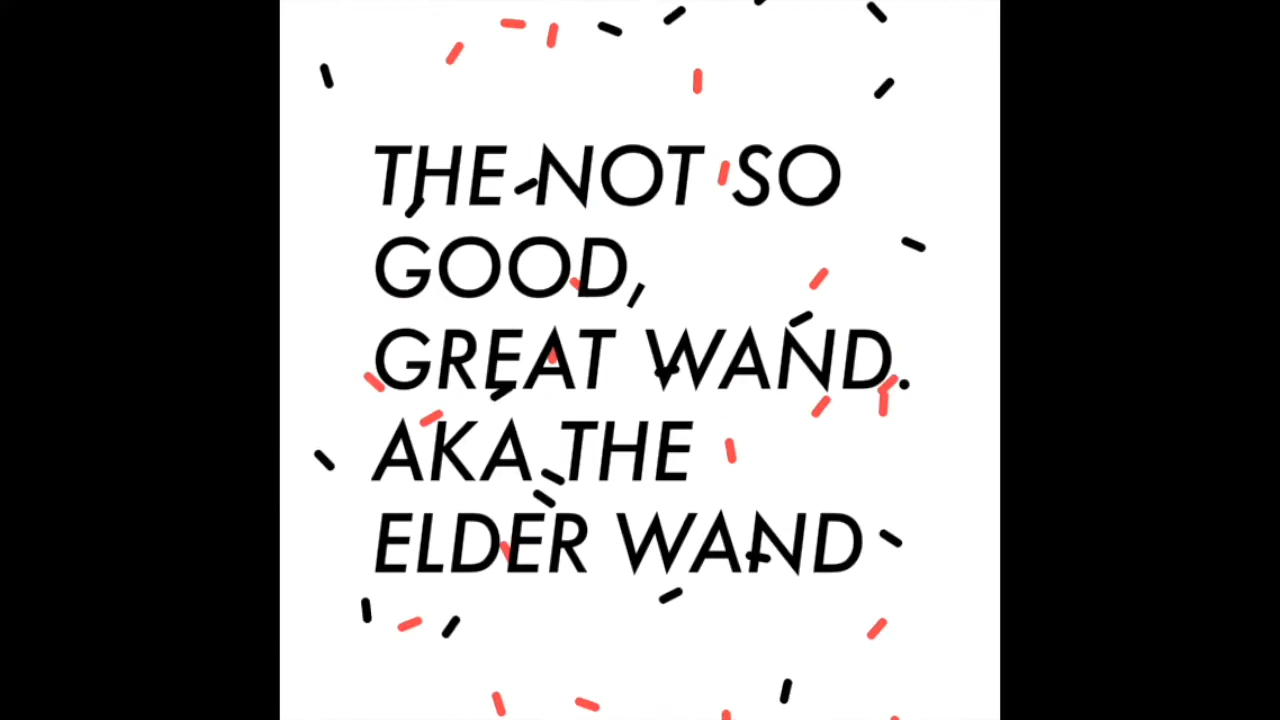 THE NOT SO
GOOD,
GREAT WAND.
AKA THE
ELDER WAND